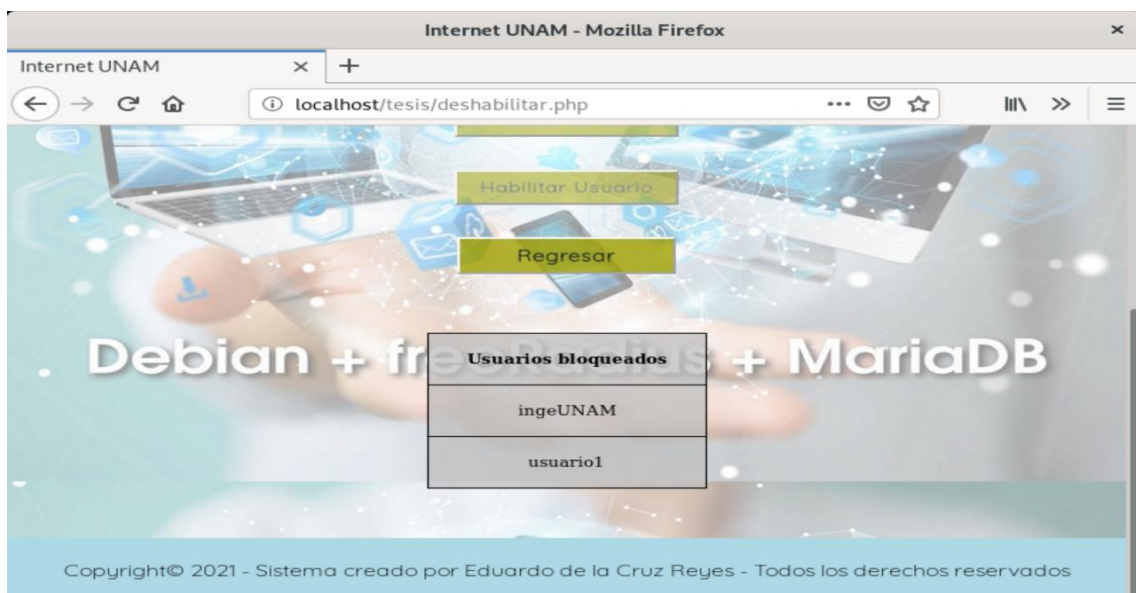 Internet UNAM - Mozilla Firefox
Internet UNAM
localhost/tesis/deshabilitar.php
Habilitar Usuario
Regresar
Debian + freeRadius + MariaDB
Usuarios bloqueados
ingeUNAM
usuario1
Copyright© 2021 - Sistema creado por Eduardo de la Cruz Reyes - Todos los derechos reservados